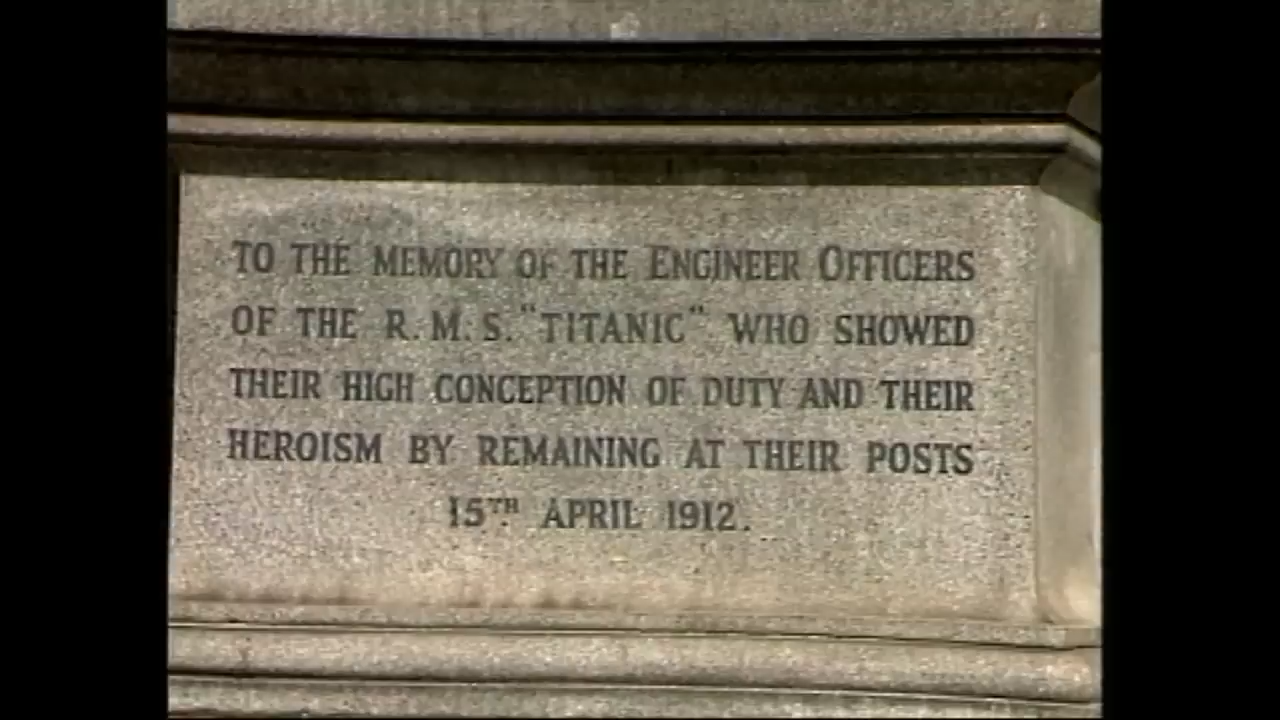 TO THE MEMORY OF THE ENGINEER OFFICERS
OF THE R.M.S. "TITANIC" WHO SHOWED
THEIR HIGH CONCEPTION OF DUTY AND THEIR
HEROISM BY REMAINING AT THEIR POSTS
15TH APRIL 1912.